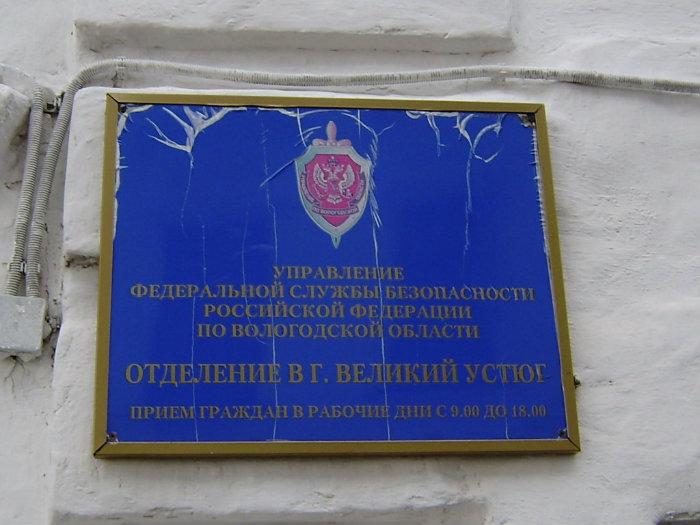 УПРАВЛЕНИЕ
ФЕДЕРАЛЬНОЙ СЛУЖБЫ БЕЗОПАСНОСТИ
РОССИЙСКОЙ ФЕДЕРАЦИИ
ПО ВОЛОГОДСКОЙ ОБЛАСТИ
ОТДЕЛЕНИЕ В Г. ВЕЛИКИЙ УСТЮГ
ПРИЕМ ГРАЖДАН В РАБОЧИЕ ДНИ С 9.00 ДО 18.00